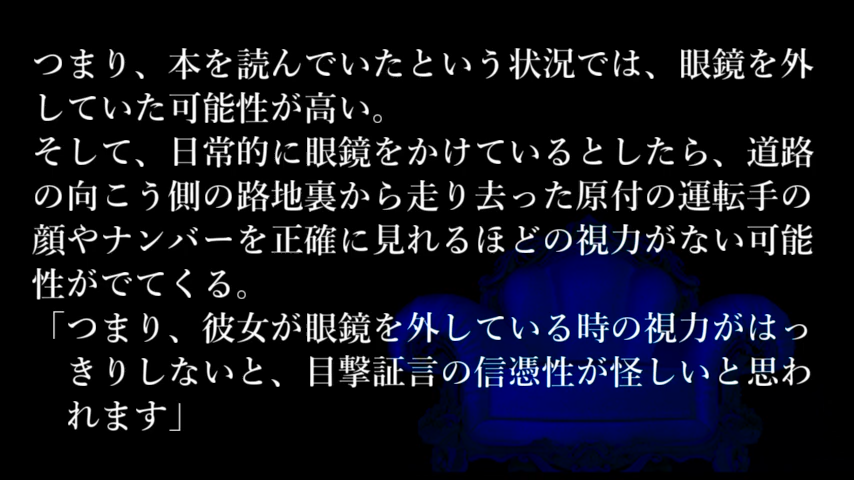 つまり、本を読んでいたという状況では、眼鏡を外
していた可能性が高い。
そして、日常的に眼鏡をかけているとしたら、道路
の向こう側の路地裏から走り去った原付の運転手の
顔やナンバーを正確に見れるほどの視力がない可能
性がでてくる。
「つまり、彼女が眼鏡を外している時の視力がはっ
きりしないと、目撃証言の信憑性が怪しいと思わ
れます」